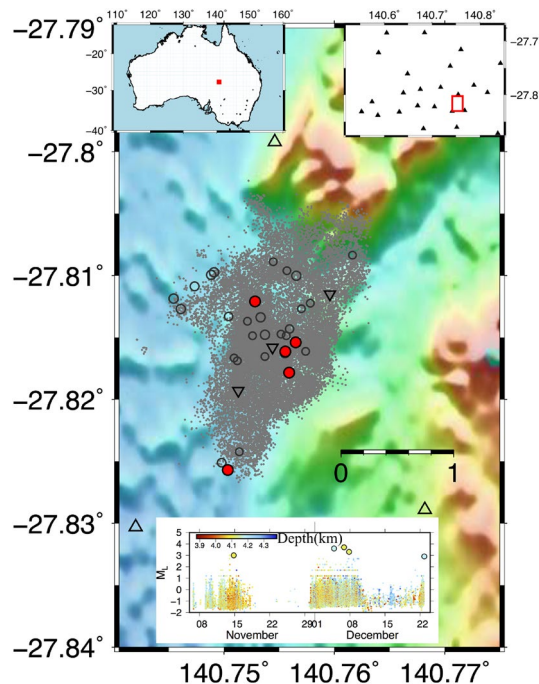 110˚ 120˚ 130˚ 140˚ 150˚ 160˚
140.6˚ 140.7˚ 140.8˚
−27.79˚
−10˚
−20˚
−30˚
−40˚
−27.7˚
−27.8˚
−27.8˚
−27.81˚
−27.82˚
−27.83˚
−27.84˚
0 1
5
4
3
2
1
0
−1
−2
M_L
3.9 4.0 4.1 4.2 4.3
Depth(km)
08 15 22 29 01 08 15 22
November December
140.75˚ 140.76˚ 140.77˚